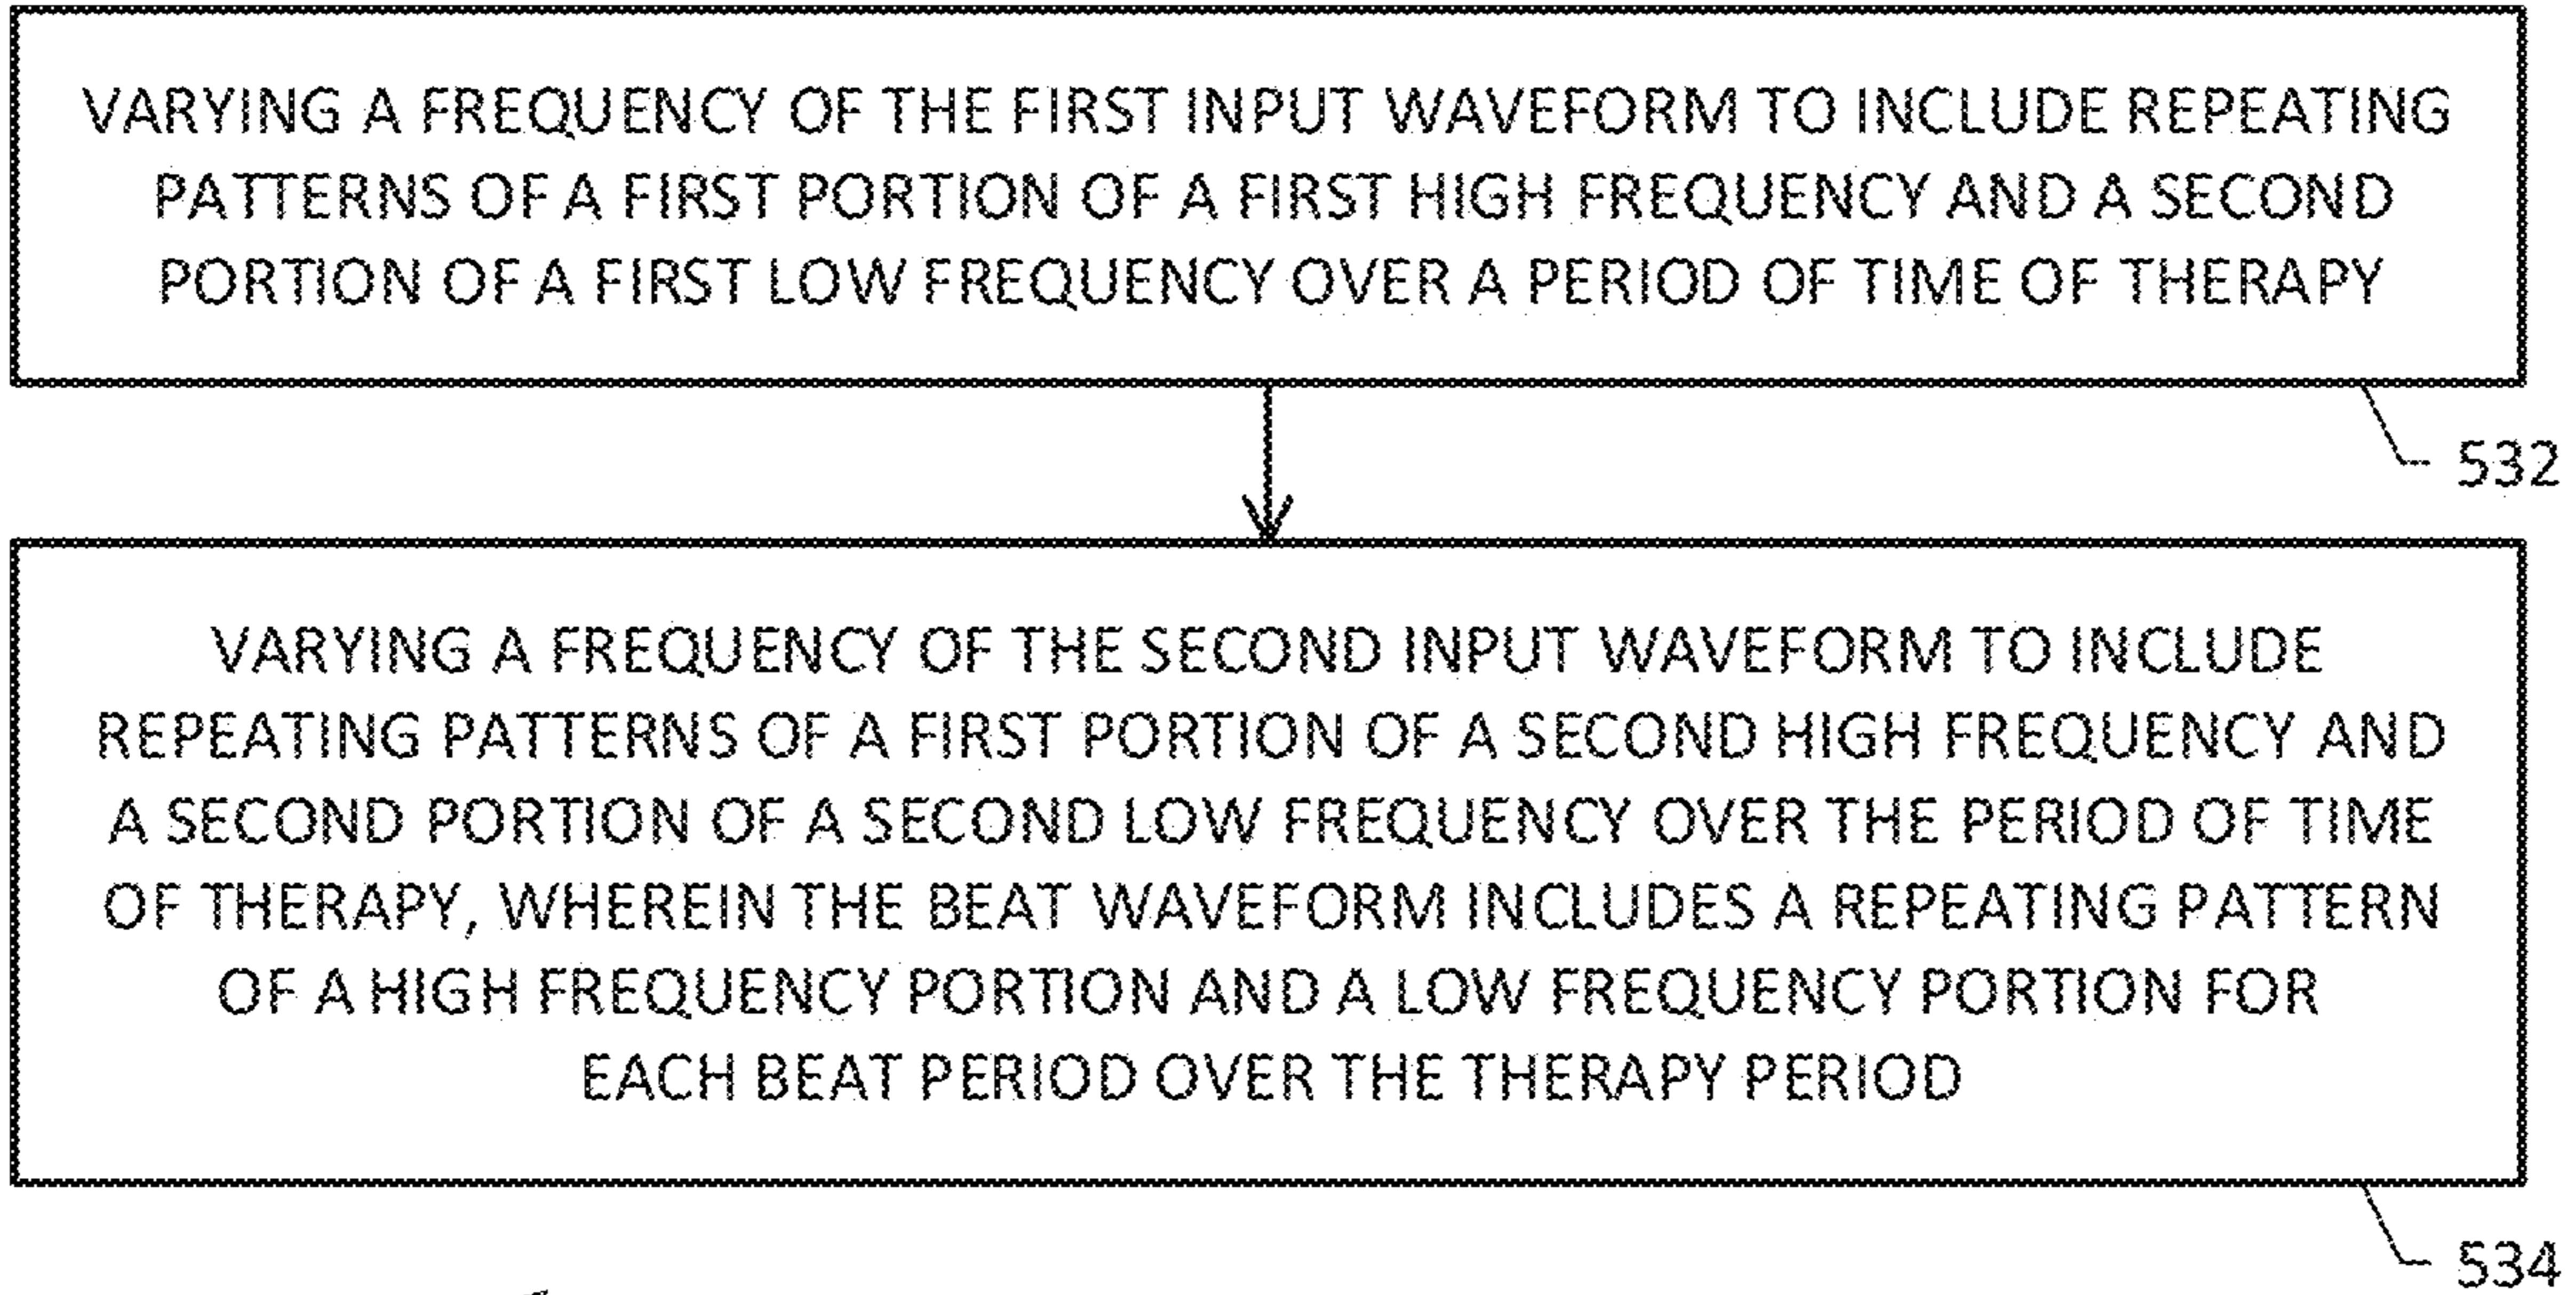 VARYING A FREQUENCY OF THE FIRST INPUT WAVEFORM TO INCLUDE REPEATING
PATTERNS OF A FIRST PORTION OF A FIRST HIGH FREQUENCY AND A SECOND
PORTION OF A FIRST LOW FREQUENCY OVER A PERIOD OF TIME OF THERAPY
532
VARYING A FREQUENCY OF THE SECOND INPUT WAVEFORM TO INCLUDE
REPEATING PATTERNS OF A FIRST PORTION OF A SECOND HIGH FREQUENCY AND
A SECOND PORTION OF A SECOND LOW FREQUENCY OVER THE PERIOD OF TIME
OF THERAPY, WHEREIN THE BEAT WAVEFORM INCLUDES A REPEATING PATTERN
OF A HIGH FREQUENCY PORTION AND A LOW FREQUENCY PORTION FOR
EACH BEAT PERIOD OVER THE THERAPY PERIOD
534